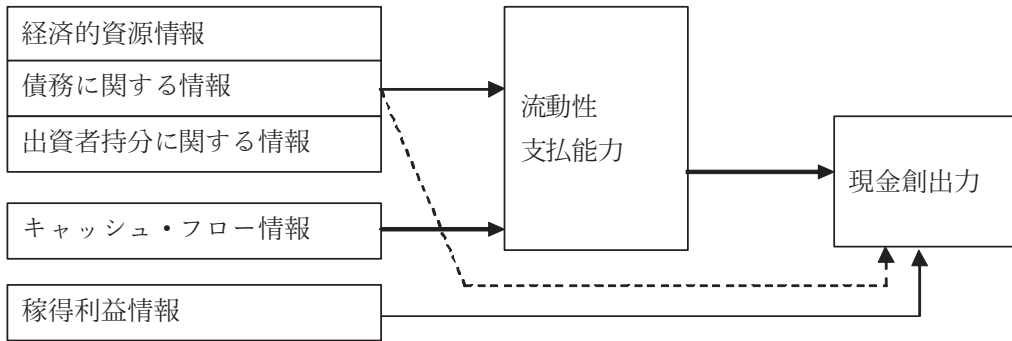 経済的資源情報
債務に関する情報
出資者持分に関する情報
キャッシュ・フロー情報
稼得利益情報
流動性
支払能力
現金創出力